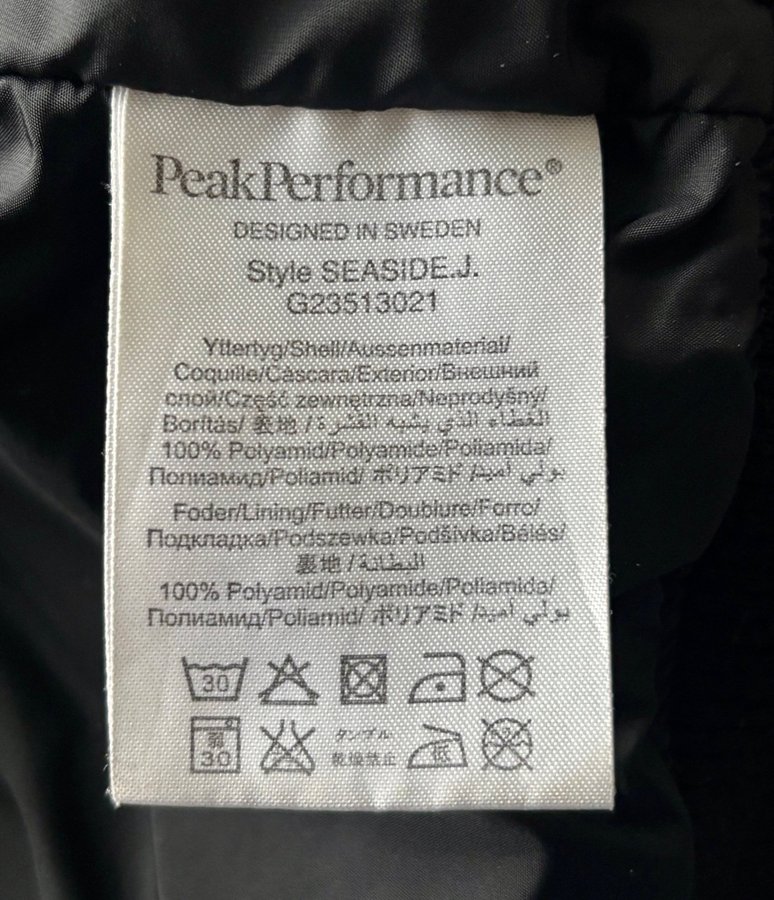 PeakPerformance®
DESIGNED IN SWEDEN
Style SEASIDE.J.
G23513021
Yttertyg/Shell/Aussenmaterial/
Coquille/Cáscara/Exterior/Внешний
слой/Część zewnętrzna/Neprodyšný/
Borítás/ 表地 / الغطاء الذي يشبه القشرة/
100% Polyamid/Polyamide/Poliamida/
Полиамид/Poliamid/ ポリアミド /بولي أميد
Foder/Lining/Futter/Doublure/Forro/
Подкладка/Podszewka/Podšívka/Bélés/
裏地 /البطانة/
100% Polyamid/Polyamide/Poliamida/
Полиамид/Poliamid/ ポリアミド /بولي أميد
30
弱 タンブル
30 乾燥禁止 低